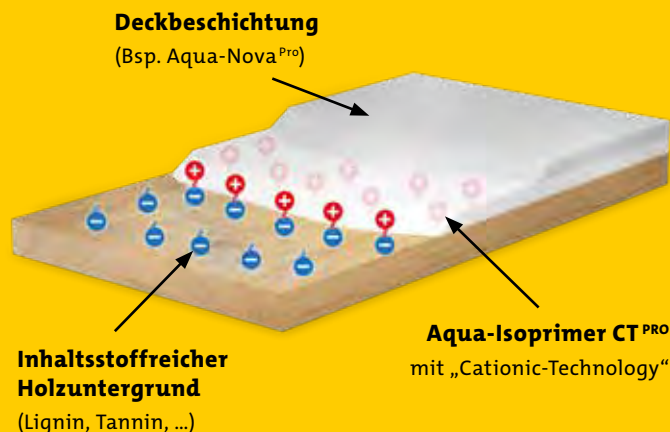 Deckbeschichtung
(Bsp. Aqua-Nova Pro)
Aqua-Isoprimer CT PRO
mit „Cationic-Technology“
Inhaltsstoffreicher
Holzuntergrund
(Lignin, Tannin, ...)